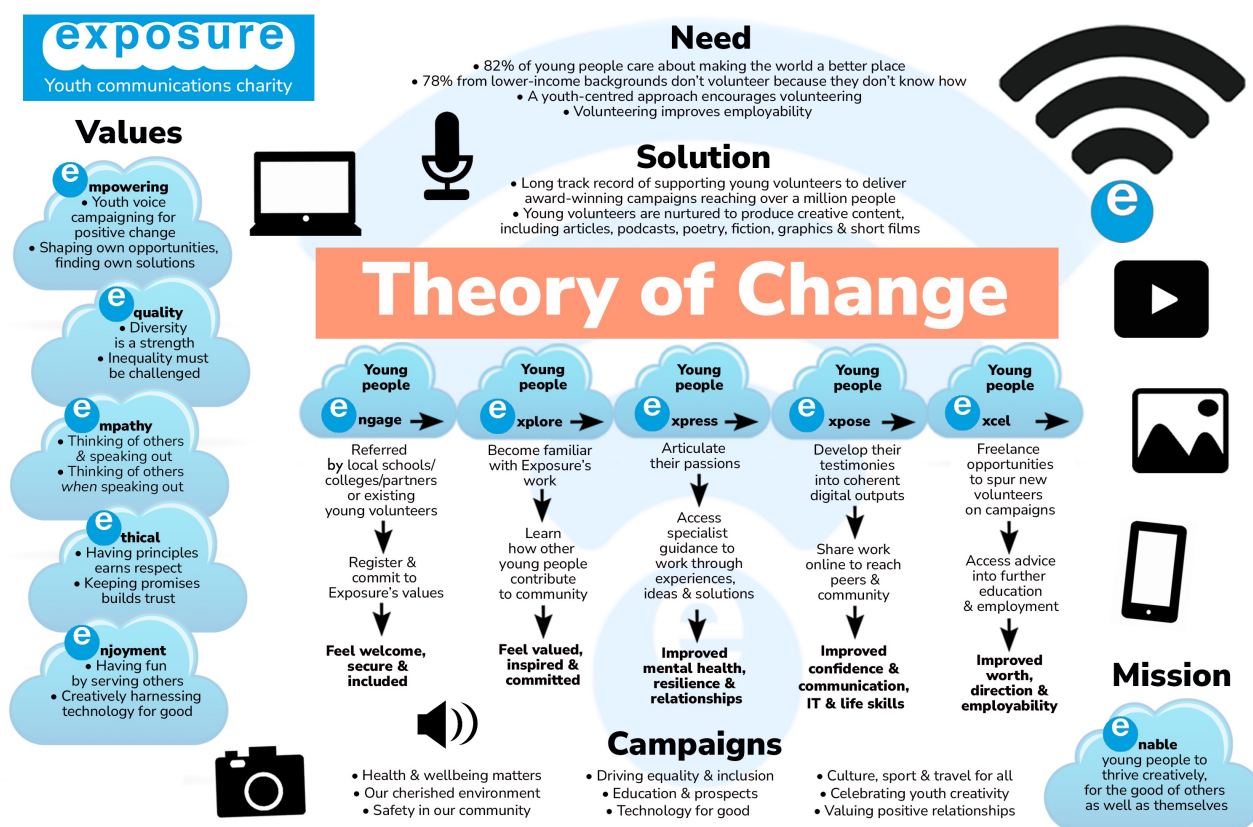 exposure
Youth communications charity
Need
• 82% of young people care about making the world a better place
• 78% from lower-income backgrounds don't volunteer because they don't know how
• A youth-centred approach encourages volunteering
• Volunteering improves employability
Solution
• Long track record of supporting young volunteers to deliver
award-winning campaigns reaching over a million people
• Young volunteers are nurtured to produce creative content,
including articles, podcasts, poetry, fiction, graphics & short films
e
Values
empowering
• Youth voice
campaigning for
positive change
• Shaping own opportunities,
finding own solutions
equality
• Diversity
is a strength
• Inequality must
be challenged
empathy
• Thinking of others
& speaking out
• Thinking of others
when speaking out
ethical
• Having principles
earns respect
• Keeping promises
builds trust
enjoyment
• Having fun
by serving others
• Creatively harnessing
technology for good
Theory of Change
Young
people
engage
Referred
by local schools/
colleges/partners
or existing
young volunteers
Register &
commit to
Exposure's values
Feel welcome,
secure &
included
Young
people
explore
Become familiar
with Exposure's
work
Learn
how other
young people
contribute
to community
Feel valued,
inspired &
committed
Young
people
express
Articulate
their passions
Access
specialist
guidance to
work through
experiences,
ideas & solutions
Improved
mental health,
resilience &
relationships
Young
people
expose
Develop their
testimonies
into coherent
digital outputs
Share work
online to reach
peers &
community
Improved
confidence &
communication,
IT & life skills
Young
people
excel
Freelance
opportunities
to spur new
volunteers
on campaigns
Access advice
into further
education
& employment
Improved
worth,
direction &
employability
e
Campaigns
• Health & wellbeing matters
• Our cherished environment
• Safety in our community
• Driving equality & inclusion
• Education & prospects
• Technology for good
• Culture, sport & travel for all
• Celebrating youth creativity
• Valuing positive relationships
Mission
enable
young people to
thrive creatively,
for the good of others
as well as themselves